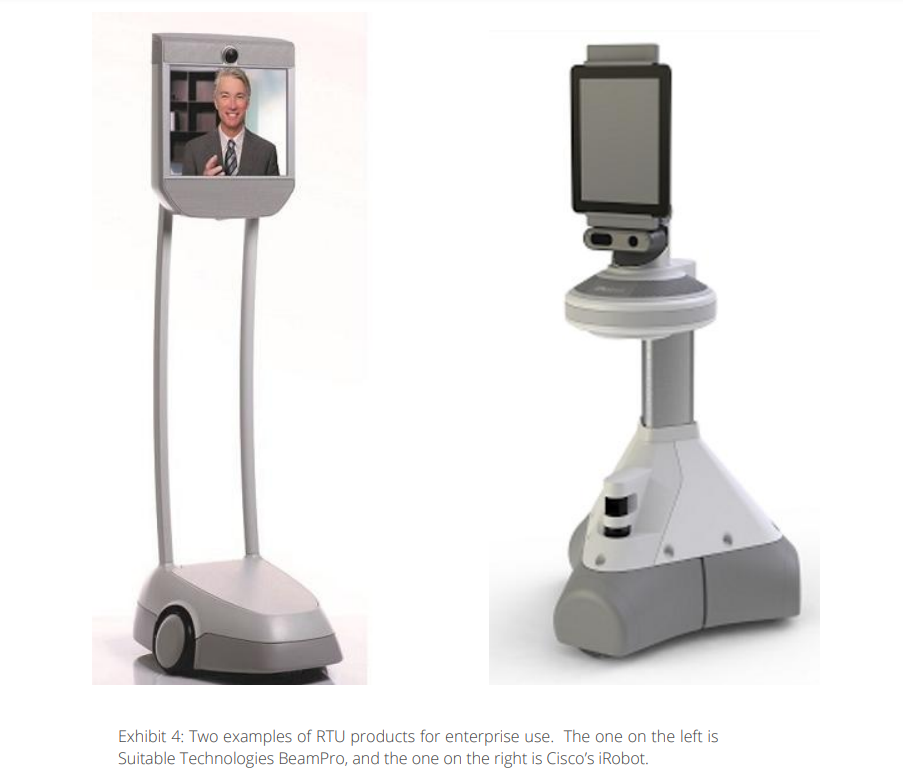 Exhibit 4: Two examples of RTU products for enterprise use. The one on the left is
Suitable Technologies BeamPro, and the one on the right is Cisco's iRobot.